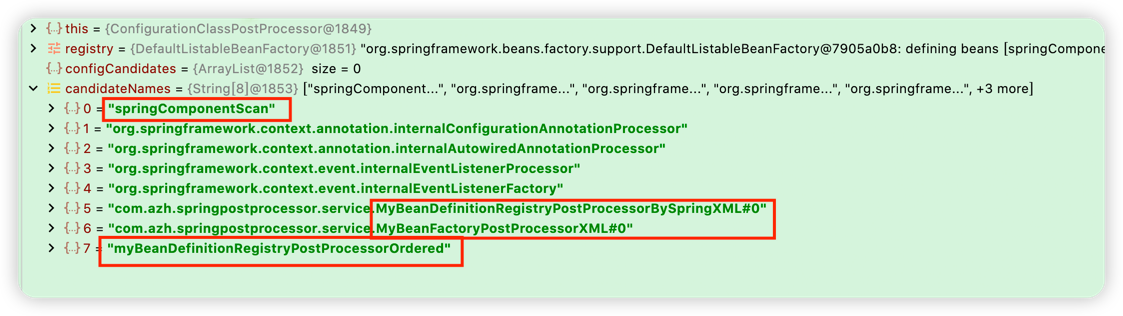 this = {ConfigurationClassPostProcessor@1849}
registry = {DefaultListableBeanFactory@1851} "org.springframework.beans.factory.support.DefaultListableBeanFactory@7905a0b8: defining beans [springCompone
{..} configCandidates = {ArrayList@1852} size = 0
candidateNames = {String[8]@1853} ["springComponent...", "org.springframe...", "org.springframe...", "org.springframe...", "org.springframe...", +3 more]
{..} 0 = "springComponentScan"
{..} 1 = "org.springframework.context.annotation.internalConfigurationAnnotationProcessor"
{..} 2 = "org.springframework.context.annotation.internalAutowiredAnnotationProcessor"
{..} 3 = "org.springframework.context.event.internalEventListenerProcessor"
{..} 4 = "org.springframework.context.event.internalEventListenerFactory"
{..} 5 = "com.azh.springpostprocessor.service.MyBeanDefinitionRegistryPostProcessorBySpringXML#0"
{..} 6 = "com.azh.springpostprocessor.service.MyBeanFactoryPostProcessorXML#0"
{..} 7 = "myBeanDefinitionRegistryPostProcessorOrdered"